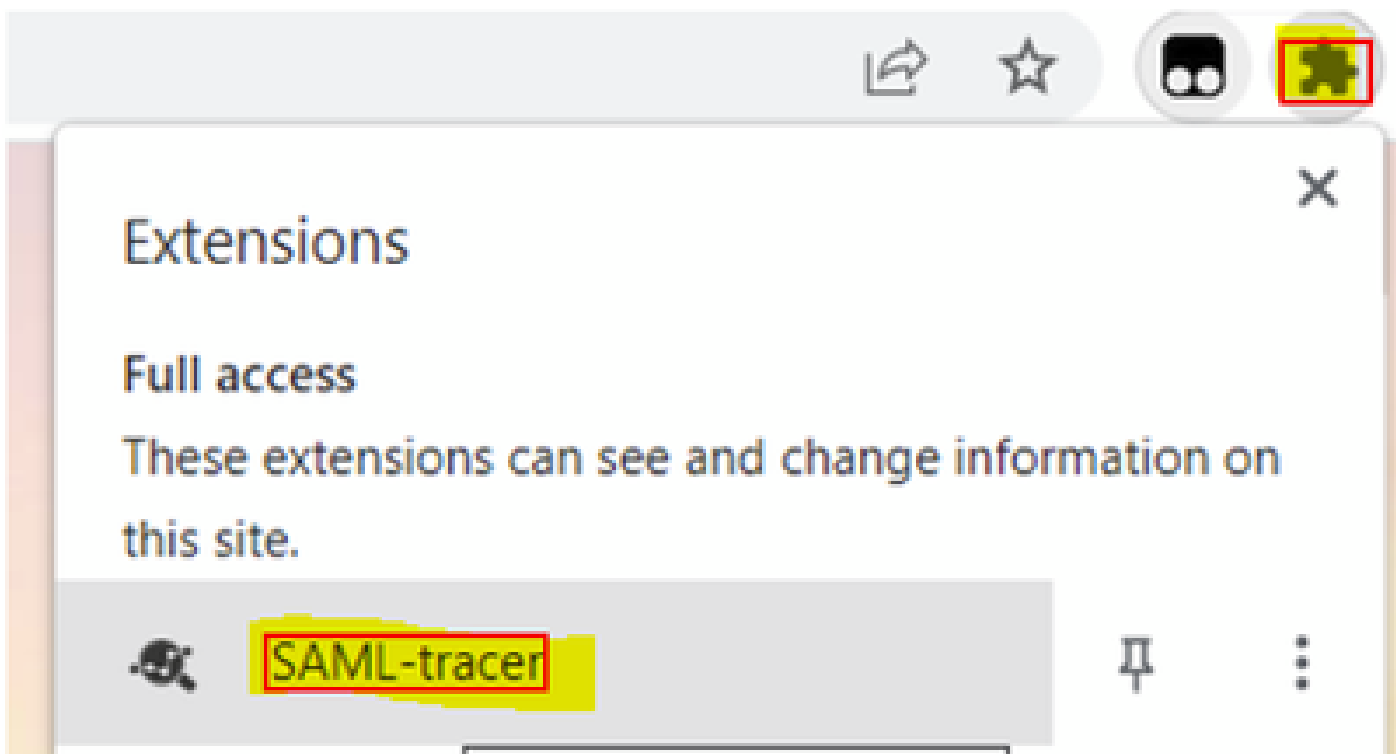 Extensions
Full access
These extensions can see and change information on
this site.
SAML-tracer